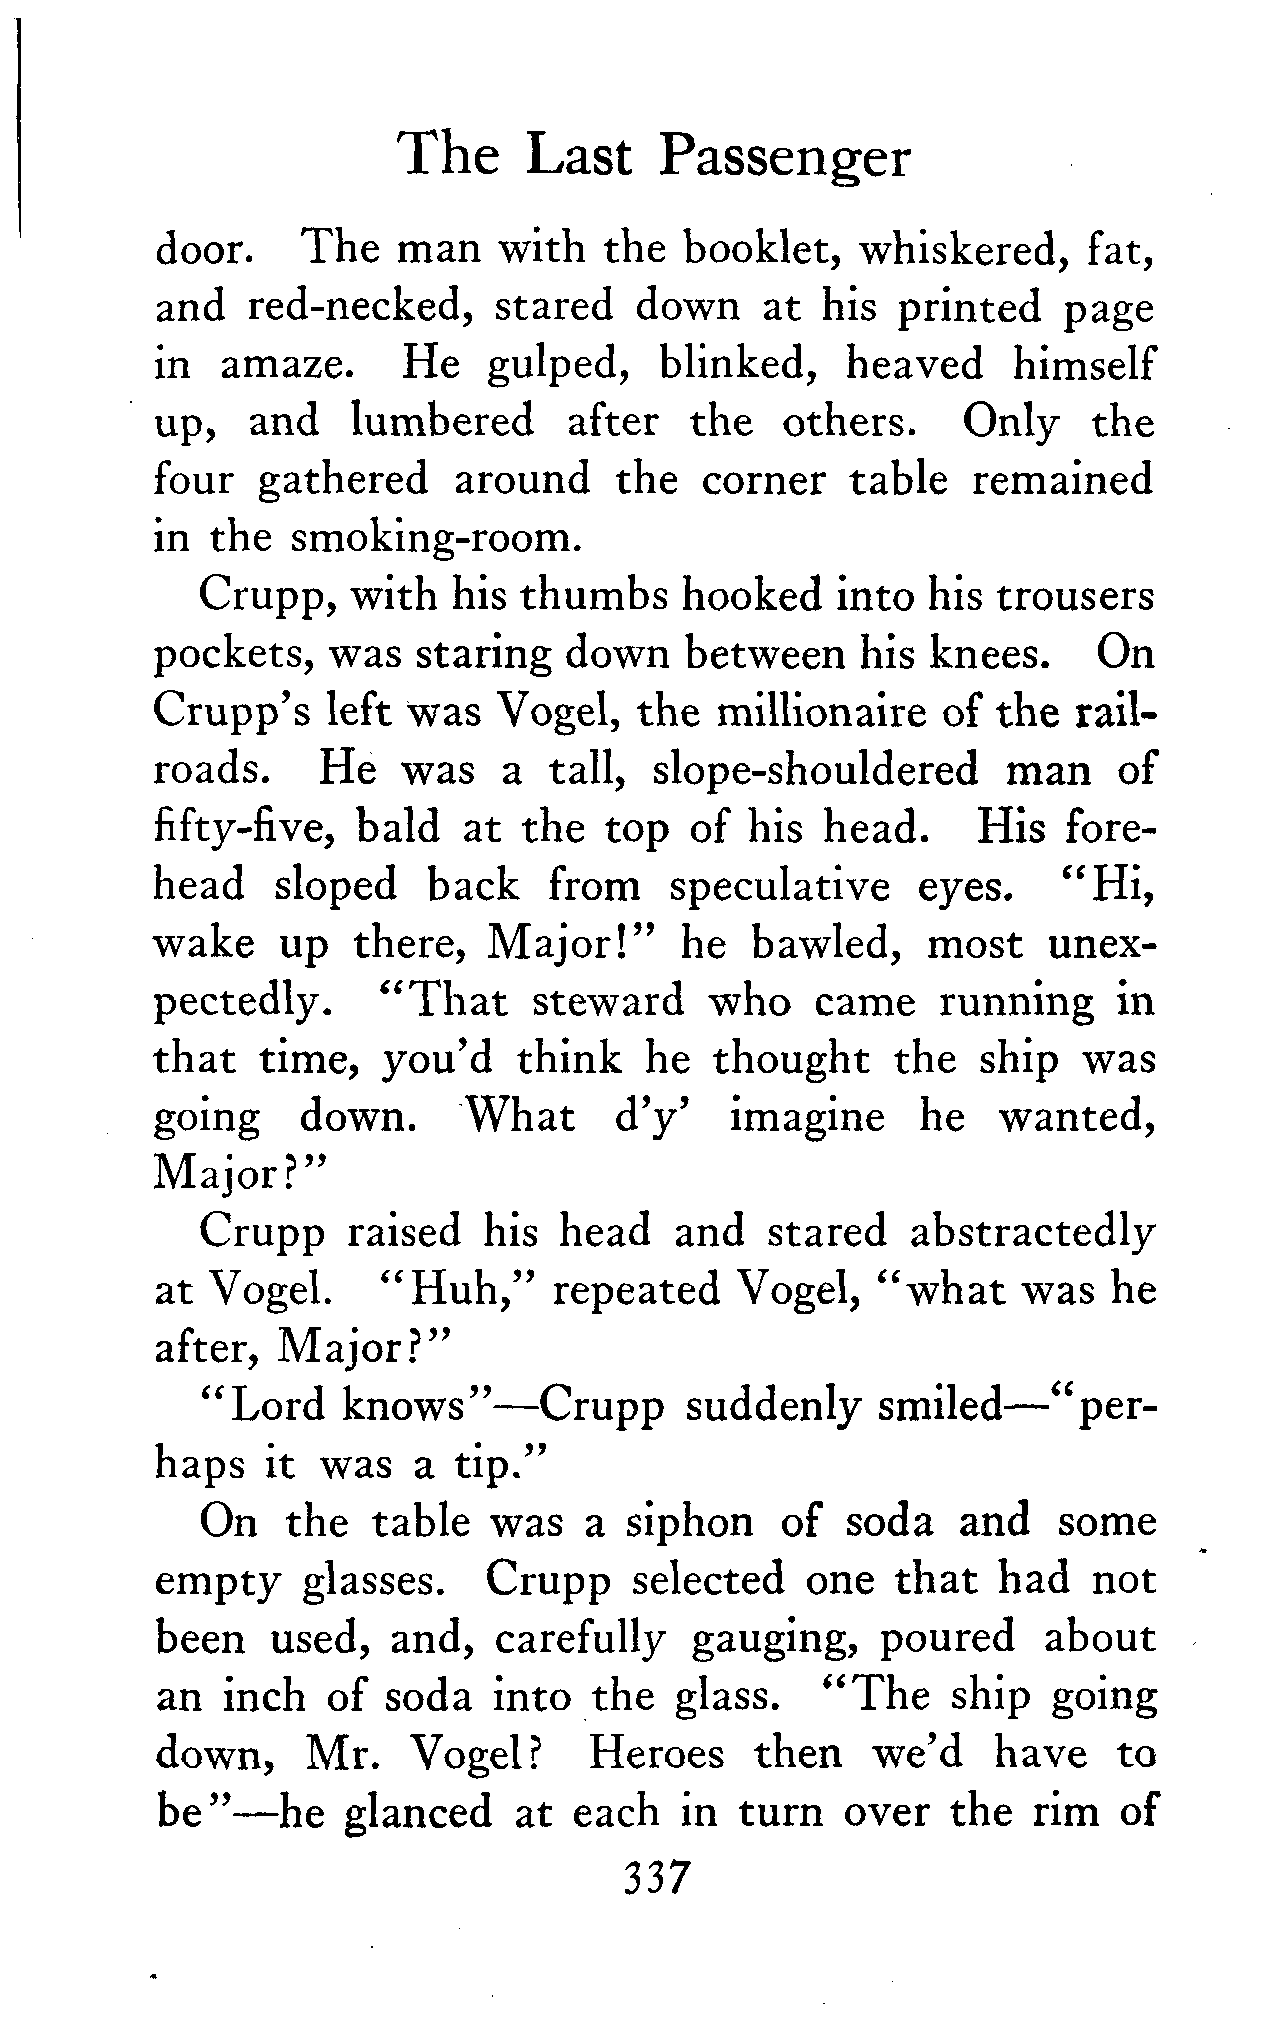 The Last Passenger
door. The man with the booklet, whiskered, fat,
and red-necked, stared down at his printed page
in amaze. He gulped, blinked, heaved himself
up, and lumbered after the others. Only the
four gathered around the corner table remained
in the smoking-room.
Crupp, with his thumbs hooked into his trousers
pockets, was staring down between his knees. On
Crupp's left was Vogel, the millionaire of the rail-
roads. He was a tall, slope-shouldered man of
fifty-five, bald at the top of his head. His fore-
head sloped back from speculative eyes. "Hi,
wake up there, Major!" he bawled, most unex-
pectedly. "That steward who came running in
that time, you'd think he thought the ship was
going down. What d'y' imagine he wanted,
Major?"
Crupp raised his head and stared abstractedly
at Vogel. "Huh," repeated Vogel, "what was he
after, Major?"
"Lord knows"—Crupp suddenly smiled—"per-
haps it was a tip."
On the table was a siphon of soda and some
empty glasses. Crupp selected one that had not
been used, and, carefully gauging, poured about
an inch of soda into the glass. "The ship going
down, Mr. Vogel? Heroes then we'd have to
be"—he glanced at each in turn over the rim of
337